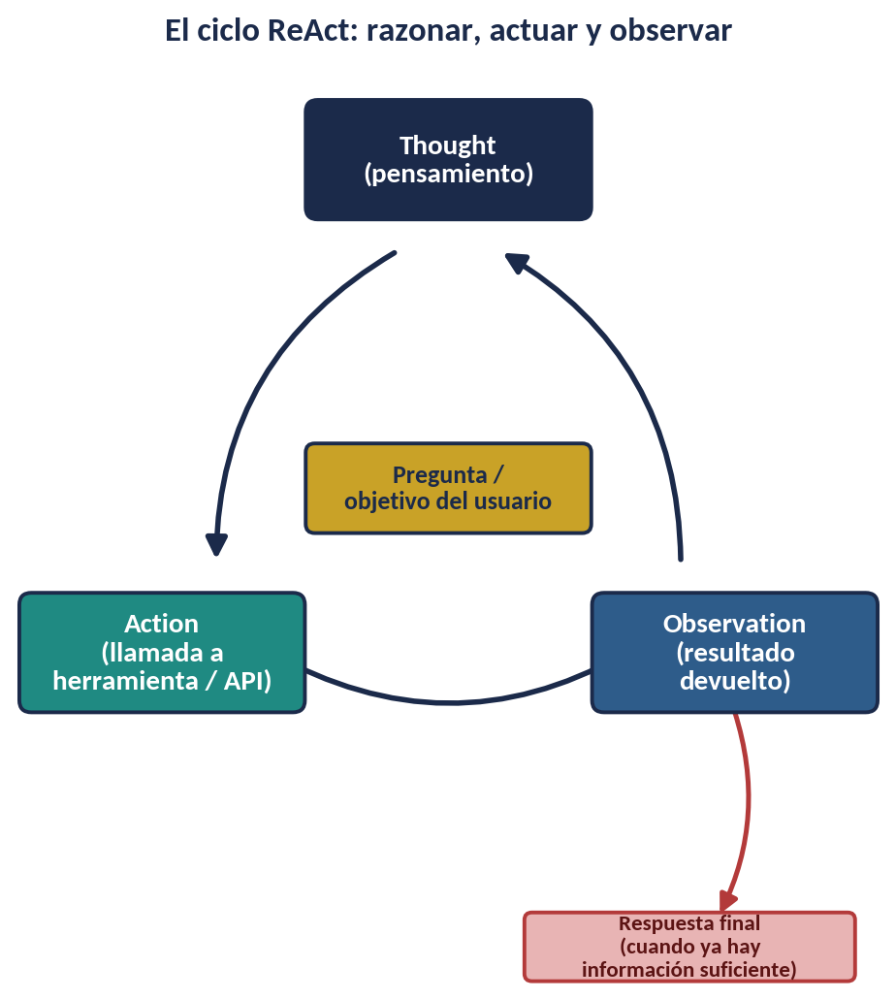 El ciclo ReAct: razonar, actuar y observar
Thought
(pensamiento)
Pregunta /
objetivo del usuario
Action
(llamada a
herramienta / API)
Observation
(resultado
devuelto)
Respuesta final
(cuando ya hay
información suficiente)